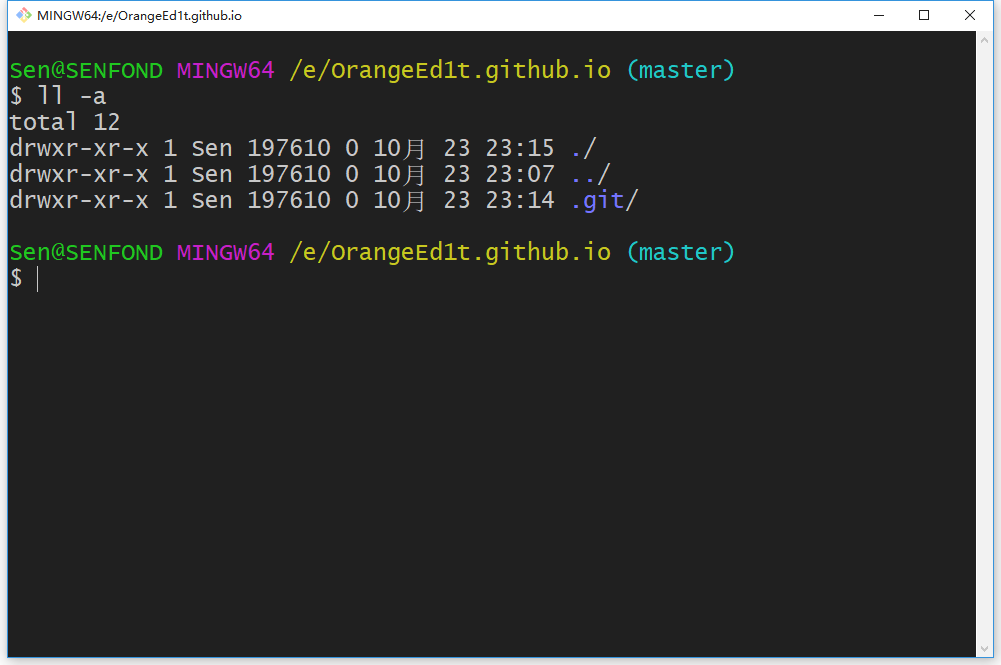 MINGW64:/e/OrangeEd1t.github.io
Sen@SENFOND MINGW64 /e/OrangeEd1t.github.io (master)
$ ll -a
total 12
drwxr-xr-x 1 Sen 197610 0 10月 23 23:15 ./
drwxr-xr-x 1 Sen 197610 0 10月 23 23:07 ../
drwxr-xr-x 1 Sen 197610 0 10月 23 23:14 .git/
Sen@SENFOND MINGW64 /e/OrangeEd1t.github.io (master)
$